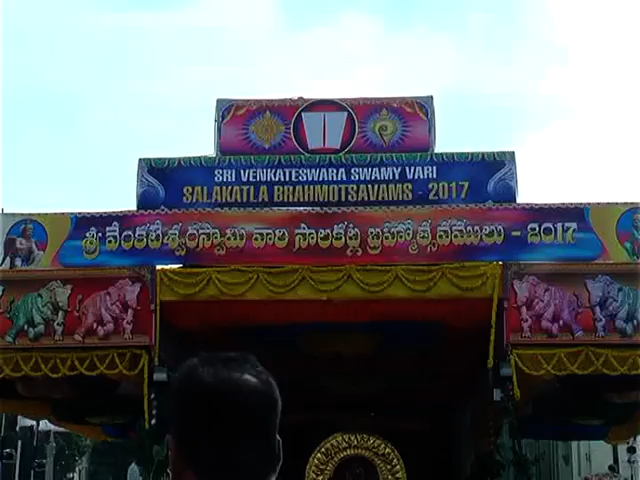 SRI VENKATESWARA SWAMY VARI
SALAKATLA BRAHMOTSAVAMS - 2017
శ్రీ వేంకటేశ్వరస్వామి వారి సాలకట్ల బ్రహ్మోత్సవములు - 2017